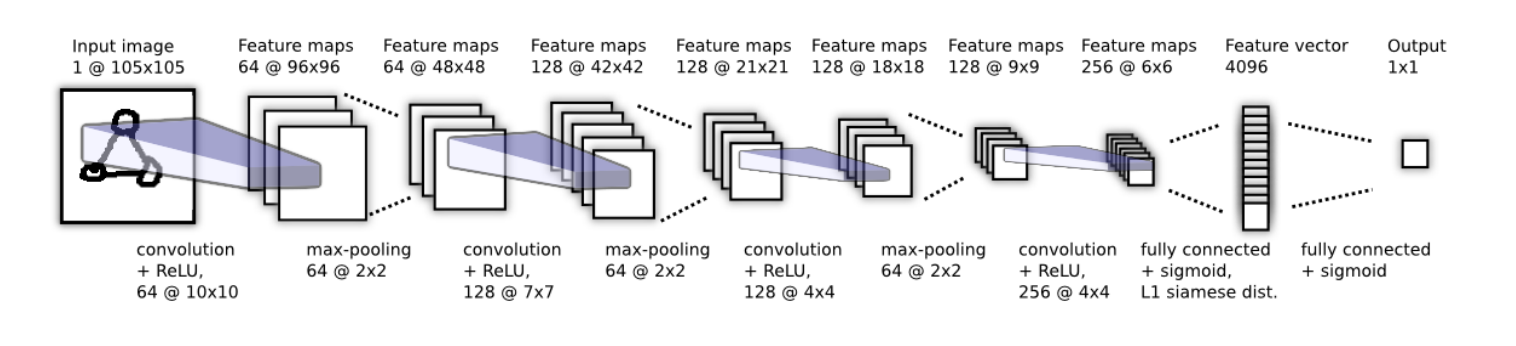 Input image
1 @ 105x105
Feature maps
64 @ 96x96
Feature maps
64 @ 48x48
Feature maps
128 @ 42x42
Feature maps
128 @ 21x21
Feature maps
128 @ 18x18
Feature maps
128 @ 9x9
Feature maps
256 @ 6x6
Feature vector
4096
Output
1x1
convolution
+ ReLU,
64 @ 10x10
max-pooling
64 @ 2x2
convolution
+ ReLU,
128 @ 7x7
max-pooling
64 @ 2x2
convolution
+ ReLU,
128 @ 4x4
max-pooling
64 @ 2x2
convolution
+ ReLU,
256 @ 4x4
fully connected
+ sigmoid,
L1 siamese dist.
fully connected
+ sigmoid